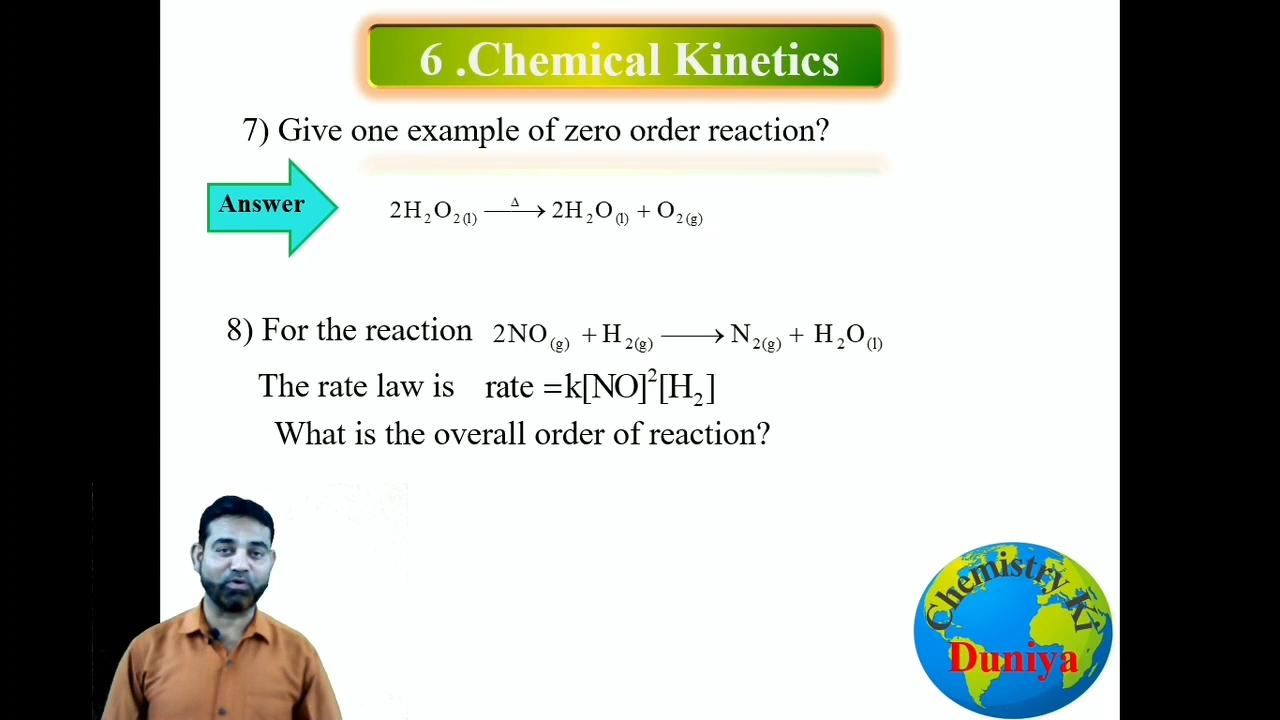 6 .Chemical Kinetics
7) Give one example of zero order reaction?
Answer
2H₂O₂₍ₗ₎ —Δ→ 2H₂O₍ₗ₎ + O₂(g)
8) For the reaction 2NO(g) + H₂(g) ⟶ N₂(g) + H₂O(l)
The rate law is rate =k[NO]²[H₂]
What is the overall order of reaction?
Chemistry Ki
Duniya